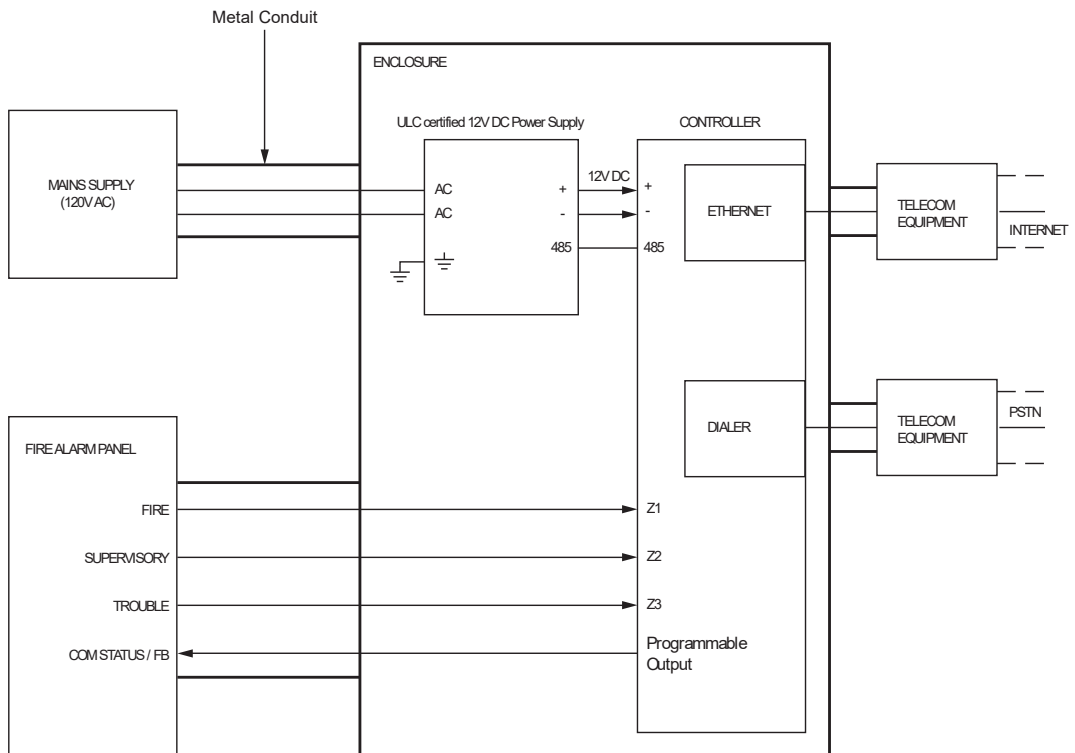 Metal Conduit
ENCLOSURE
ULC certified 12V DC Power Supply
CONTROLLER
MAINS SUPPLY
(120V AC)
AC
AC
+
-
485
12V DC
+
-
485
ETHERNET
TELECOM
EQUIPMENT
INTERNET
DIALER
TELECOM
EQUIPMENT
PSTN
FIRE ALARM PANEL
FIRE
Z1
SUPERVISORY
Z2
TROUBLE
Z3
COM STATUS / FB
Programmable
Output